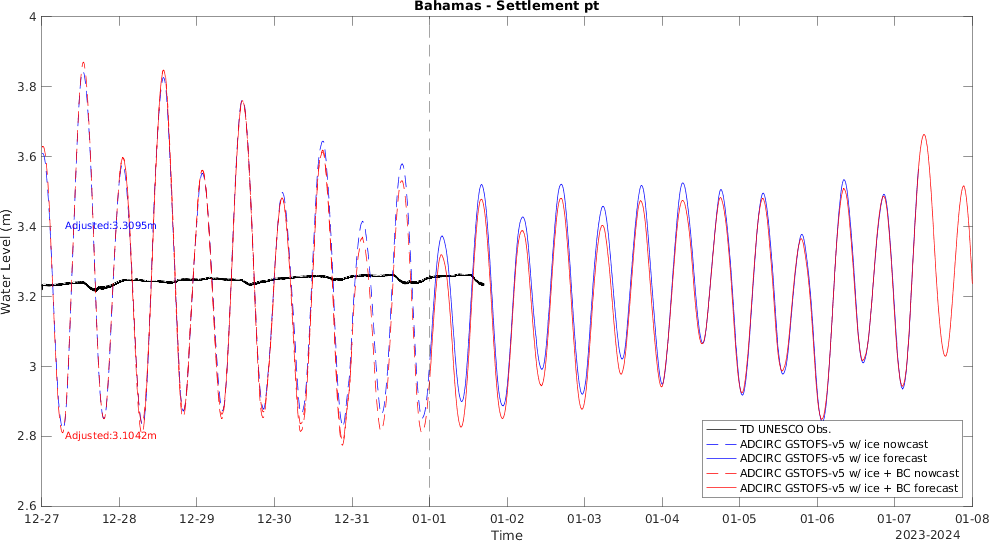 Bahamas - Settlement pt
Water Level (m)
4
3.8
3.6
3.4
3.2
3
2.8
2.6
Adjusted:3.3095m
Adjusted:3.1042m
TD UNESCO Obs.
ADCIRC GSTOFS-v5 w/ ice nowcast
ADCIRC GSTOFS-v5 w/ ice forecast
ADCIRC GSTOFS-v5 w/ ice + BC nowcast
ADCIRC GSTOFS-v5 w/ ice + BC forecast
12-27 12-28 12-29 12-30 12-31 01-01 01-02 01-03 01-04 01-05 01-06 01-07 01-08
Time
2023-2024